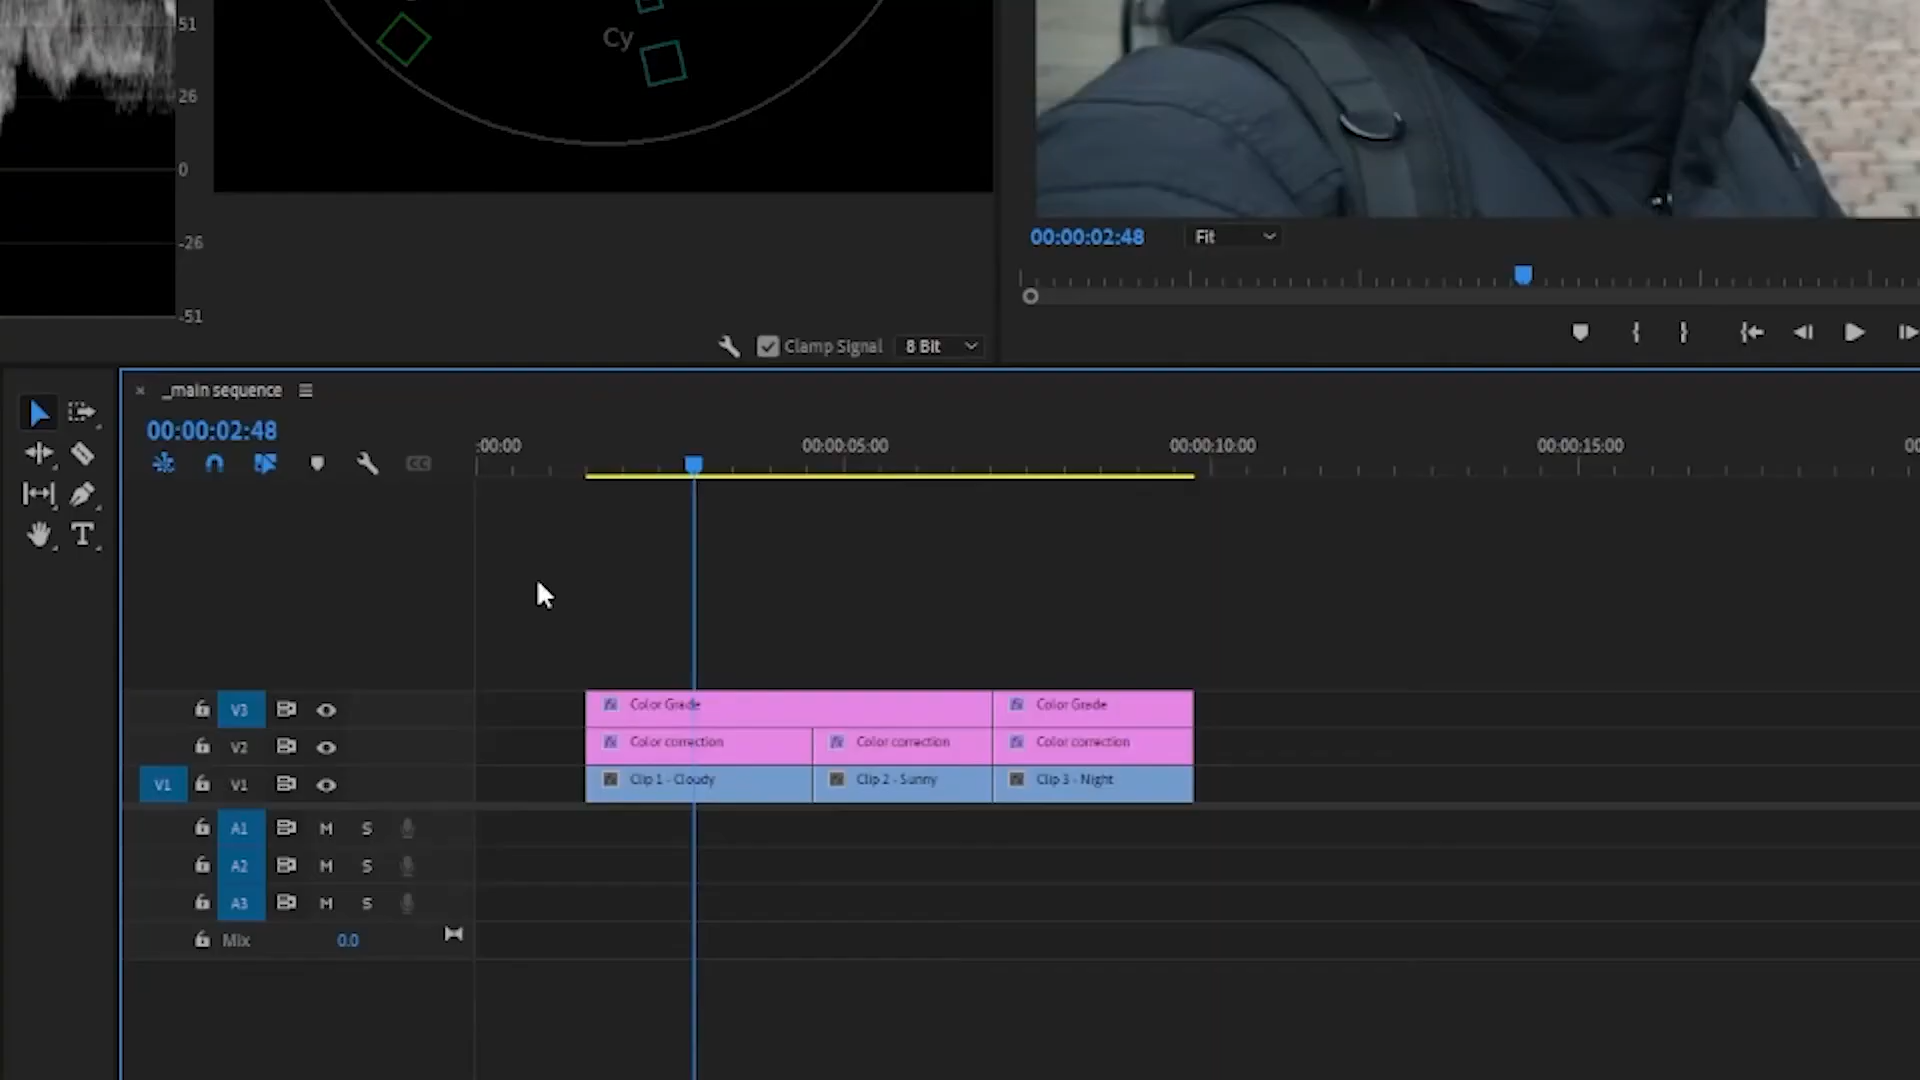 51
26
0
-26
-51
Cy
Clamp Signal
8 Bit
00:00:02:48
Fit
_main sequence
00:00:02:48
:00:00
00:00:05:00
00:00:10:00
00:00:15:00
00
V3
Color Grade
Color Grade
V2
Color correction
Color correction
Color correction
V1
V1
Clip 1 - Cloudy
Clip 2 - Sunny
Clip 3 - Night
A1
M
S
A2
M
S
A3
M
S
Mix
0.0